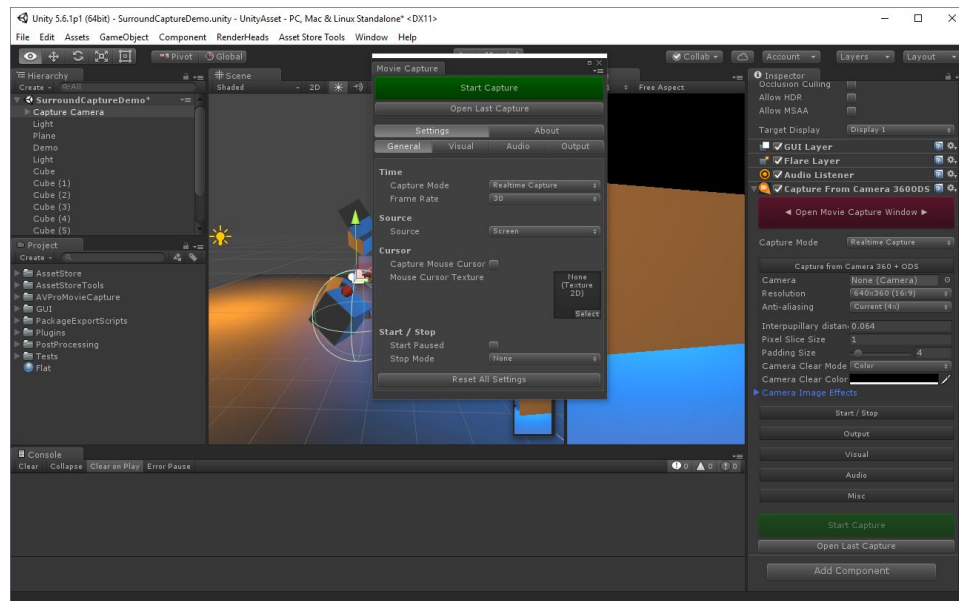 Unity 5.6.1p1 (64bit) - SurroundCaptureDemo.unity - UnityAsset - PC, Mac & Linux Standalone* <DX11>
File Edit Assets GameObject Component RenderHeads Asset Store Tools Window Help
Pivot Global Collab Account Layers Layout
Hierarchy
Create All
SurroundCaptureDemo*
Capture Camera
Light
Plane
Demo
Light
Cube
Cube (1)
Cube (2)
Cube (3)
Cube (4)
Cube (5)
Project
Create
AssetStore
AssetStoreTools
AVProMovieCapture
GUI
PackageExportScripts
Plugins
PostProcessing
Tests
Flat
Scene
Shaded 2D
Free Aspect
Movie Capture
Start Capture
Open Last Capture
Settings About
General Visual Audio Output
Time
Capture Mode Realtime Capture
Frame Rate 30
Source
Source Screen
Cursor
Capture Mouse Cursor
Mouse Cursor Texture
None
(Texture
2D)
Select
Start / Stop
Start Paused
Stop Mode None
Reset All Settings
Console
Clear Collapse Clear on Play Error Pause 0 0 0
Inspector
Occlusion Culling
Allow HDR
Allow MSAA
Target Display Display 1
GUI Layer
Flare Layer
Audio Listener
Capture From Camera 360ODS
◄ Open Movie Capture Window ►
Capture Mode Realtime Capture
Capture from Camera 360 + ODS
Camera None (Camera)
Resolution 640x360 (16:9)
Anti-aliasing Current (4x)
Interpupillary distan 0.064
Pixel Slice Size 1
Padding Size 4
Camera Clear Mode Color
Camera Clear Color
Camera Image Effects
Start / Stop
Output
Visual
Audio
Misc
Start Capture
Open Last Capture
Add Component